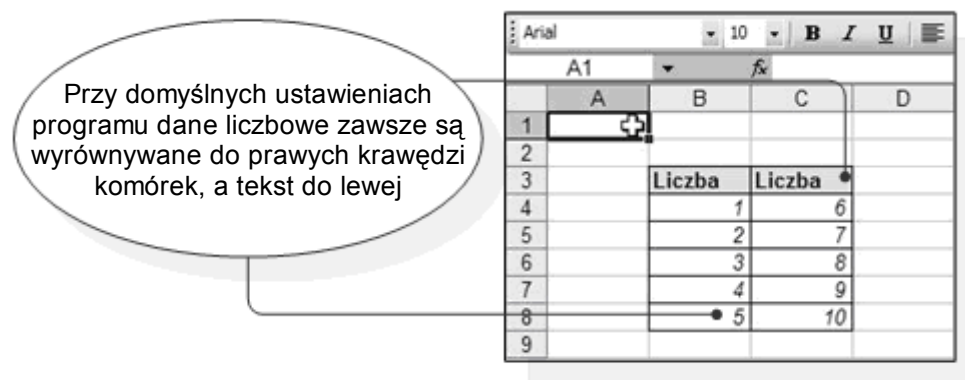 Przy domyślnych ustawieniach
programu dane liczbowe zawsze są
wyrównywane do prawych krawędzi
komórek, a tekst do lewej
Arial 10 B I U
A1 fx
A B C D
1
2
3 Liczba Liczba
4 1 6
5 2 7
6 3 8
7 4 9
8 5 10
9